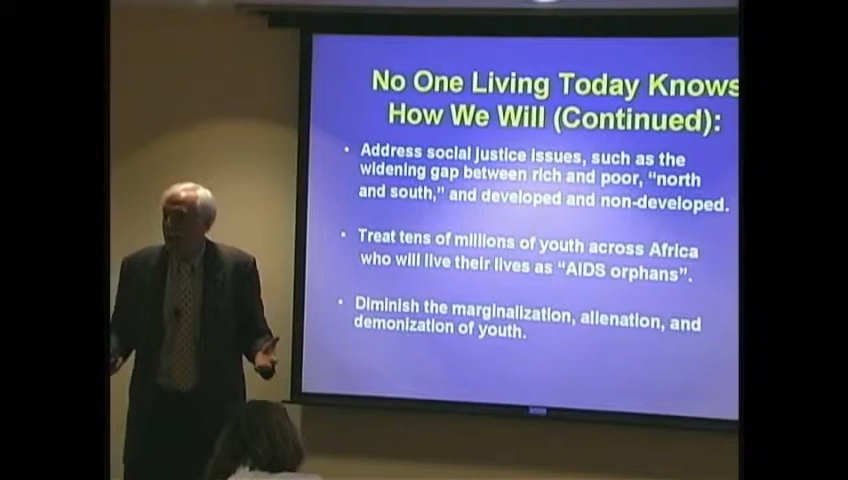 No One Living Today Knows
How We Will (Continued):
• Address social justice issues, such as the
widening gap between rich and poor, “north
and south,” and developed and non-developed.
• Treat tens of millions of youth across Africa
who will live their lives as “AIDS orphans”.
• Diminish the marginalization, alienation, and
demonization of youth.